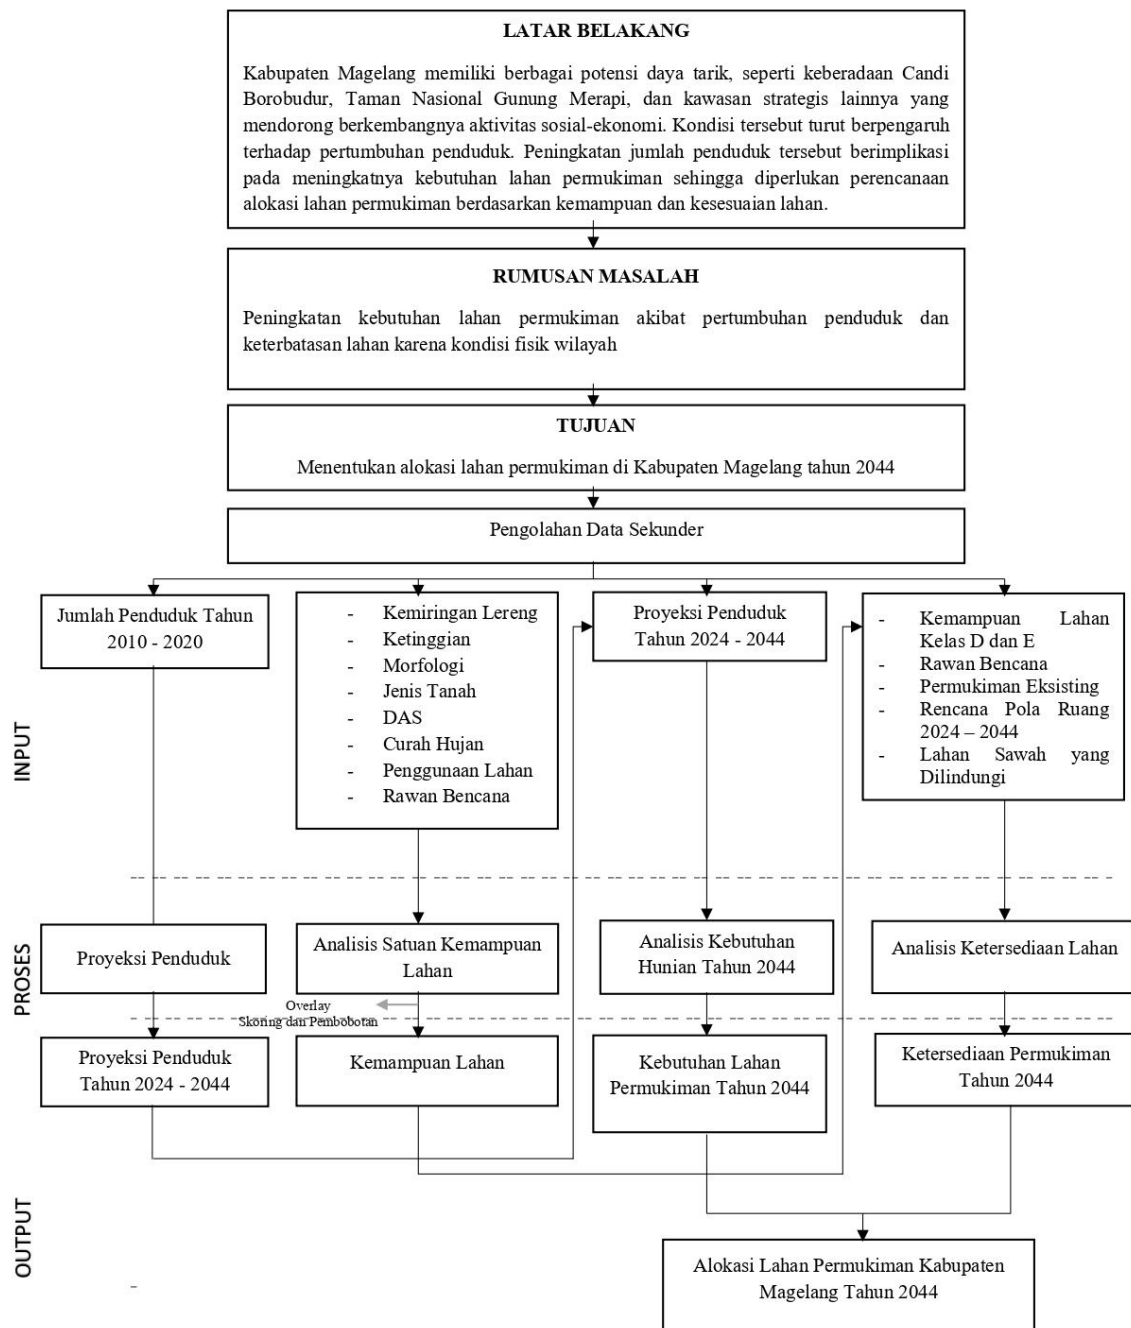 LATAR BELAKANG
Kabupaten Magelang memiliki berbagai potensi daya tarik, seperti keberadaan Candi
Borobudur, Taman Nasional Gunung Merapi, dan kawasan strategis lainnya yang
mendorong berkembangnya aktivitas sosial-ekonomi. Kondisi tersebut turut berpengaruh
terhadap pertumbuhan penduduk. Peningkatan jumlah penduduk tersebut berimplikasi
pada meningkatnya kebutuhan lahan permukiman sehingga diperlukan perencanaan
alokasi lahan permukiman berdasarkan kemampuan dan kesesuaian lahan.
RUMUSAN MASALAH
Peningkatan kebutuhan lahan permukiman akibat pertumbuhan penduduk dan
keterbatasan lahan karena kondisi fisik wilayah
TUJUAN
Menentukan alokasi lahan permukiman di Kabupaten Magelang tahun 2044
Pengolahan Data Sekunder
INPUT
Jumlah Penduduk Tahun
2010 - 2020
- Kemiringan Lereng
- Ketinggian
- Morfologi
- Jenis Tanah
- DAS
- Curah Hujan
- Penggunaan Lahan
- Rawan Bencana
Proyeksi Penduduk
Tahun 2024 - 2044
- Kemampuan Lahan
Kelas D dan E
- Rawan Bencana
- Permukiman Eksisting
- Rencana Pola Ruang
2024 – 2044
- Lahan Sawah yang
Dilindungi
PROSES
Proyeksi Penduduk
Analisis Satuan Kemampuan
Lahan
Analisis Kebutuhan
Hunian Tahun 2044
Analisis Ketersediaan Lahan
Overlay
Skoring dan Pembobotan
OUTPUT
Proyeksi Penduduk
Tahun 2024 - 2044
Kemampuan Lahan
Kebutuhan Lahan
Permukiman Tahun 2044
Ketersediaan Permukiman
Tahun 2044
Alokasi Lahan Permukiman Kabupaten
Magelang Tahun 2044